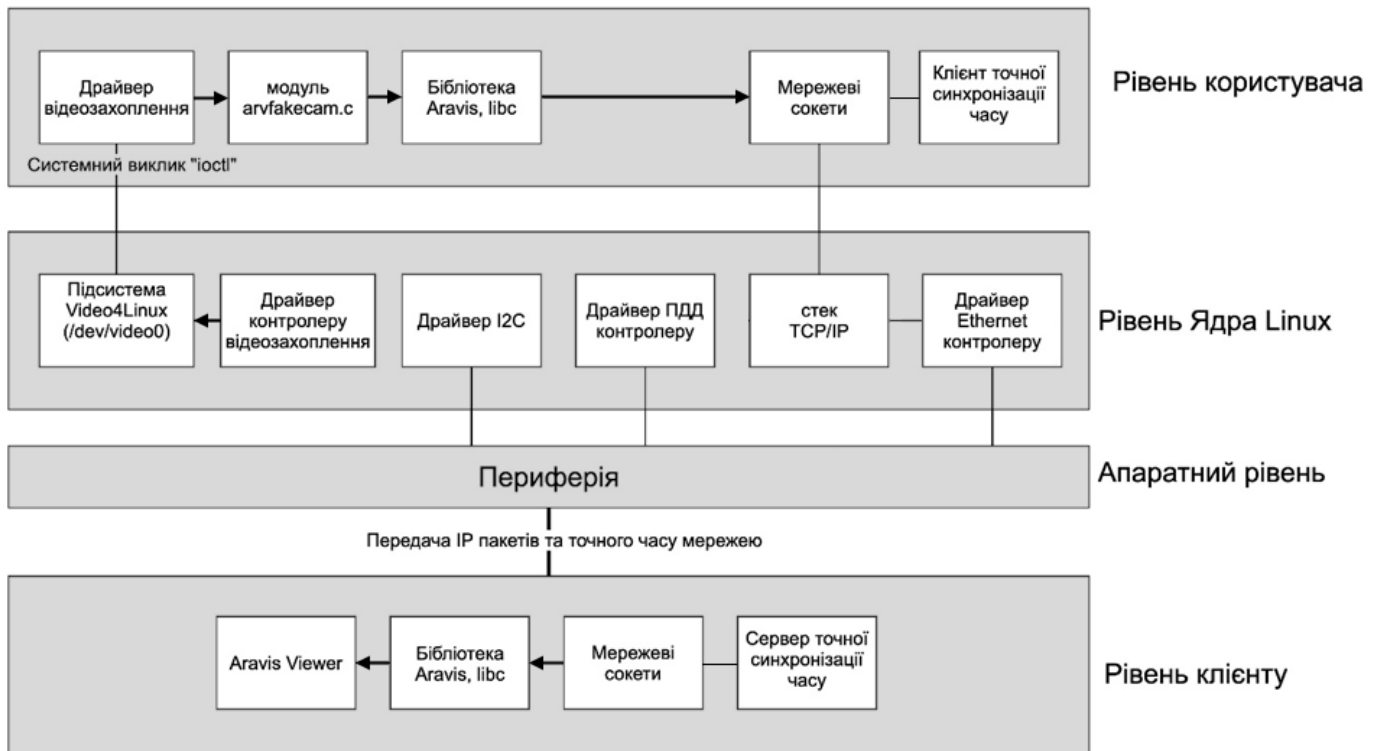 Драйвер
відеозахоплення
модуль
arvfakecam.c
Бібліотека
Aravis, libc
Мережеві
сокети
Клієнт точної
синхронізації
часу
Рівень користувача
Системний виклик "ioctl"
Підсистема
Video4Linux
(/dev/video0)
Драйвер
контролеру
відеозахоплення
Драйвер I2C
Драйвер ПДД
контролеру
стек
TCP/IP
Драйвер
Ethernet
контролеру
Рівень Ядра Linux
Периферія
Апаратний рівень
Передача IP пакетів та точного часу мережею
Aravis Viewer
Бібліотека
Aravis, libc
Мережеві
сокети
Сервер точної
синхронізації
часу
Рівень клієнту